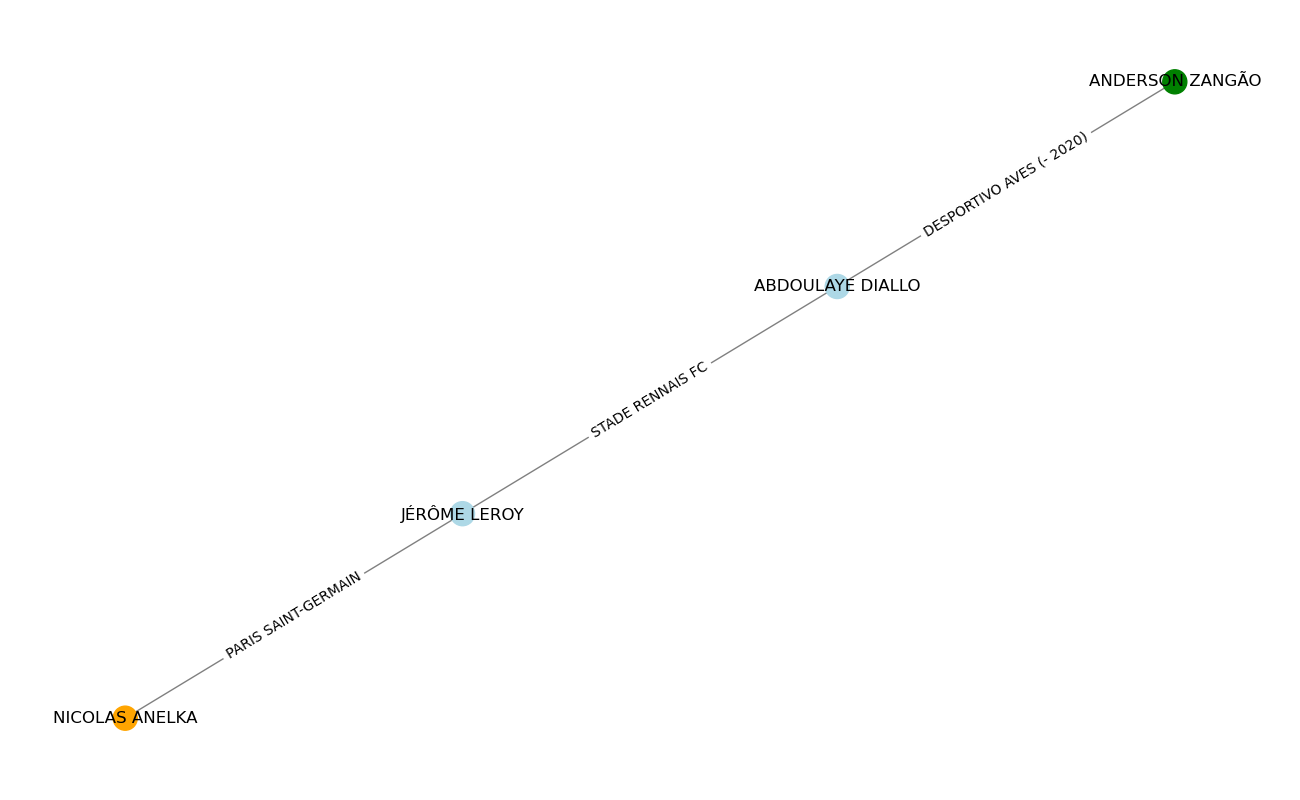 ANDERSON ZANGÃO
DESPORTIVO AVES (- 2020)
ABDOULAYE DIALLO
STADE RENNAIS FC
JÉRÔME LEROY
PARIS SAINT-GERMAIN
NICOLAS ANELKA